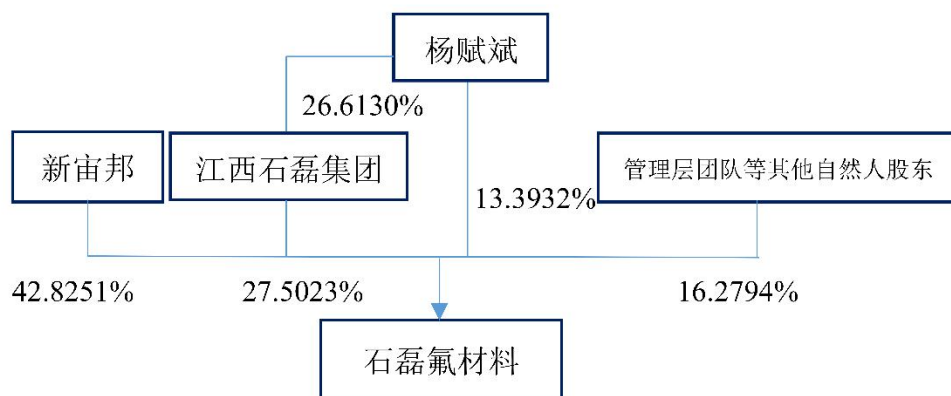 杨赋斌
26.6130%
新宙邦
江西石磊集团
管理层团队等其他自然人股东
13.3932%
42.8251%
27.5023%
16.2794%
石磊氟材料